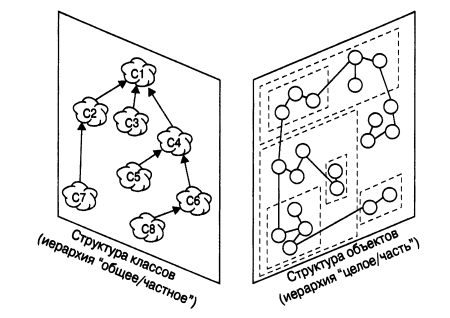 C1
C2
C3
C4
C5
C7
C6
C8
Структура классов
(иерархия "общее/частное")
Структура объектов
(иерархия "целое/часть")